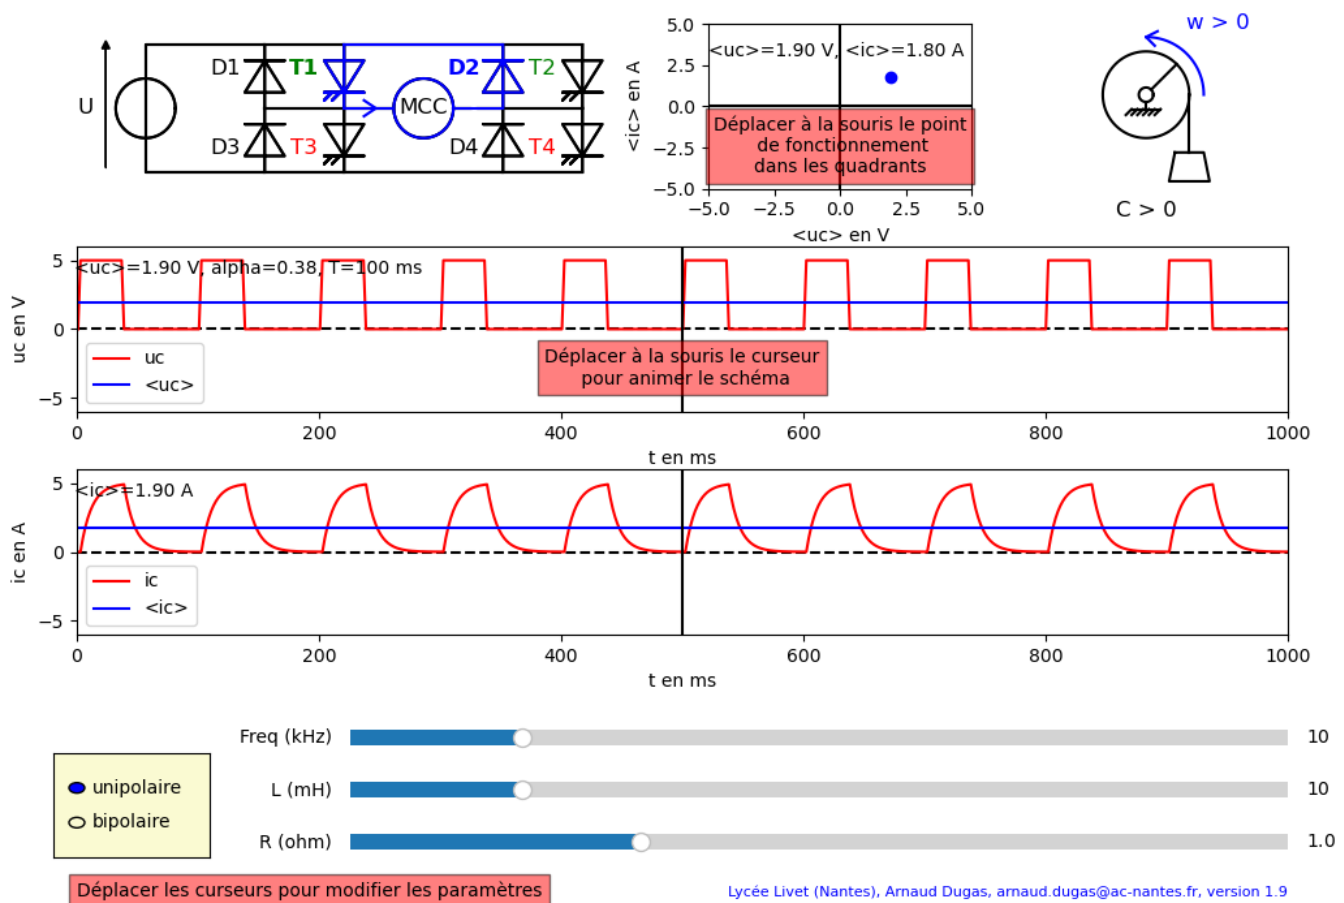 U
D1
T1
D2
T2
MCC
D3
T3
D4
T4
<ic> en A
5.0
2.5
0.0
−2.5
−5.0
<uc>=1.90 V, <ic>=1.80 A
Déplacer à la souris le point
de fonctionnement
dans les quadrants
−5.0
−2.5
0.0
2.5
5.0
<uc> en V
w > 0
C > 0
uc en V
5
0
−5
<uc>=1.90 V, alpha=0.38, T=100 ms
uc
<uc>
Déplacer à la souris le curseur
pour animer le schéma
0
200
400
600
800
1000
t en ms
ic en A
5
0
−5
<ic>=1.90 A
ic
<ic>
0
200
400
600
800
1000
t en ms
Freq (kHz)
10
L (mH)
10
R (ohm)
1.0
unipolaire
bipolaire
Déplacer les curseurs pour modifier les paramètres
Lycée Livet (Nantes), Arnaud Dugas, arnaud.dugas@ac-nantes.fr, version 1.9